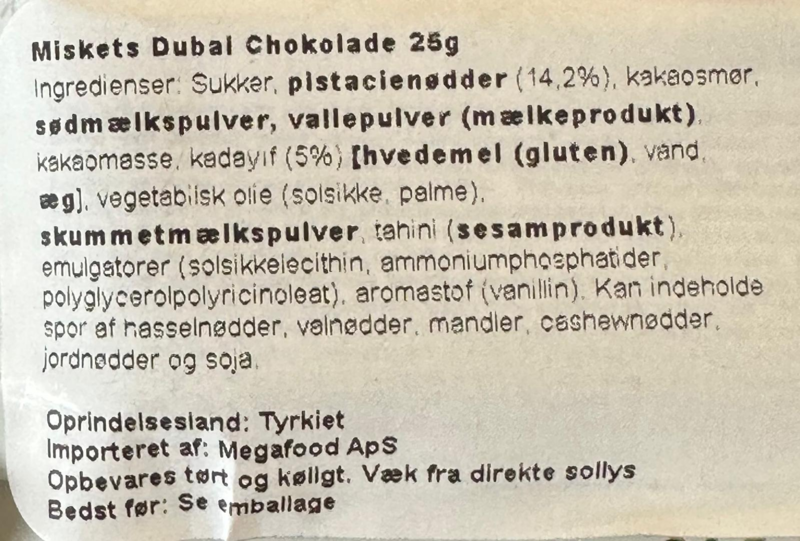 Miskets Dubai Chokolade 25g
Ingredienser: Sukker, pistacienødder (14,2%), kakaosmør,
sødmælkspulver, vallepulver (mælkeprodukt),
kakaomasse, kadayif (5%) [hvedemel (gluten), vand,
æg], vegetabilsk olie (solsikke, palme),
skummetmælkspulver, tahini (sesamprodukt),
emulgatorer (solsikkelecithin, ammoniumphosphatider,
polyglycerolpolyricinoleat), aromastof (vanillin). Kan indeholde
spor af hasselnødder, valnødder, mandler, cashewnødder,
jordnødder og soja.
Oprindelsesland: Tyrkiet
Importeret af: Megafood ApS
Opbevares tørt og køligt. Væk fra direkte sollys
Bedst før: Se emballage